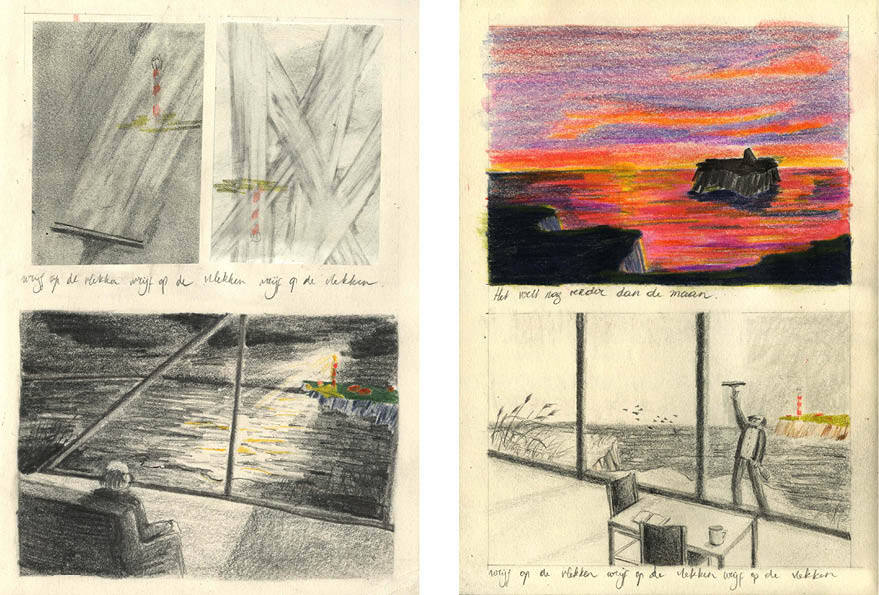 wrijf op de vlekken wrijf op de vlekken wrijf op de vlekken.
Het rolt nog verder dan de maan.
wrijf op de vlekken wrijf op de vlekken wrijf op de vlekken